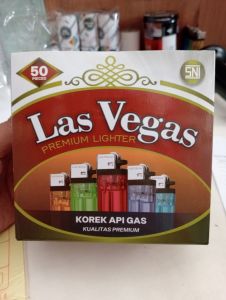 50
PIECES
SNI
Las Vegas
PREMIUM LIGHTER
KOREK API GAS
KUALITAS PREMIUM